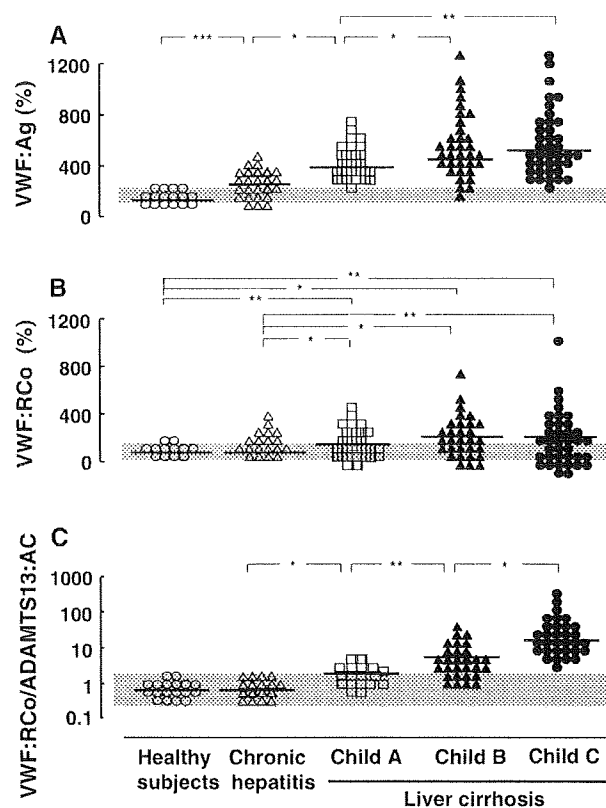 A
VWF:Ag (%)
1200
800
400
0
*** * * **
B
VWF:RCo (%)
1200
800
400
0
**
*
**
**
*
*
C
VWF:RCo/ADAMTS13:AC
1000
100
10
1
0.1
* ** *
Healthy subjects
Chronic hepatitis
Child A
Child B
Child C
Liver cirrhosis